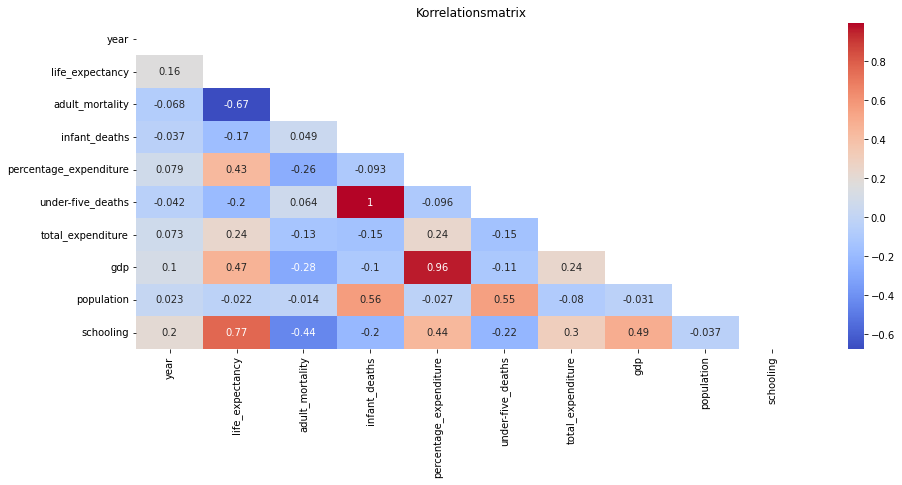 Korrelationsmatrix
year
life_expectancy 0.16
adult_mortality -0.068 -0.67
infant_deaths -0.037 -0.17 0.049
percentage_expenditure 0.079 0.43 -0.26 -0.093
under-five_deaths -0.042 -0.2 0.064 1 -0.096
total_expenditure 0.073 0.24 -0.13 -0.15 0.24 -0.15
gdp 0.1 0.47 -0.28 -0.1 0.96 -0.11 0.24
population 0.023 -0.022 -0.014 0.56 -0.027 0.55 -0.08 -0.031
schooling 0.2 0.77 -0.44 -0.2 0.44 -0.22 0.3 0.49 -0.037
year
life_expectancy
adult_mortality
infant_deaths
percentage_expenditure
under-five_deaths
total_expenditure
gdp
population
schooling
0.8
0.6
0.4
0.2
0.0
-0.2
-0.4
-0.6